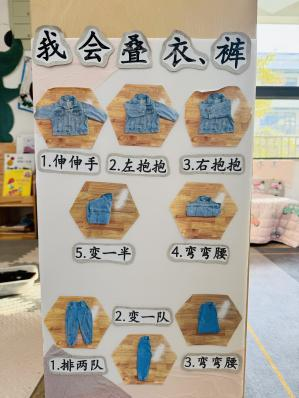 我会叠衣、裤
1.伸伸手 2.左抱抱 3.右抱抱
5.变一半 4.弯弯腰
2.变一队
1.排两队 3.弯弯腰